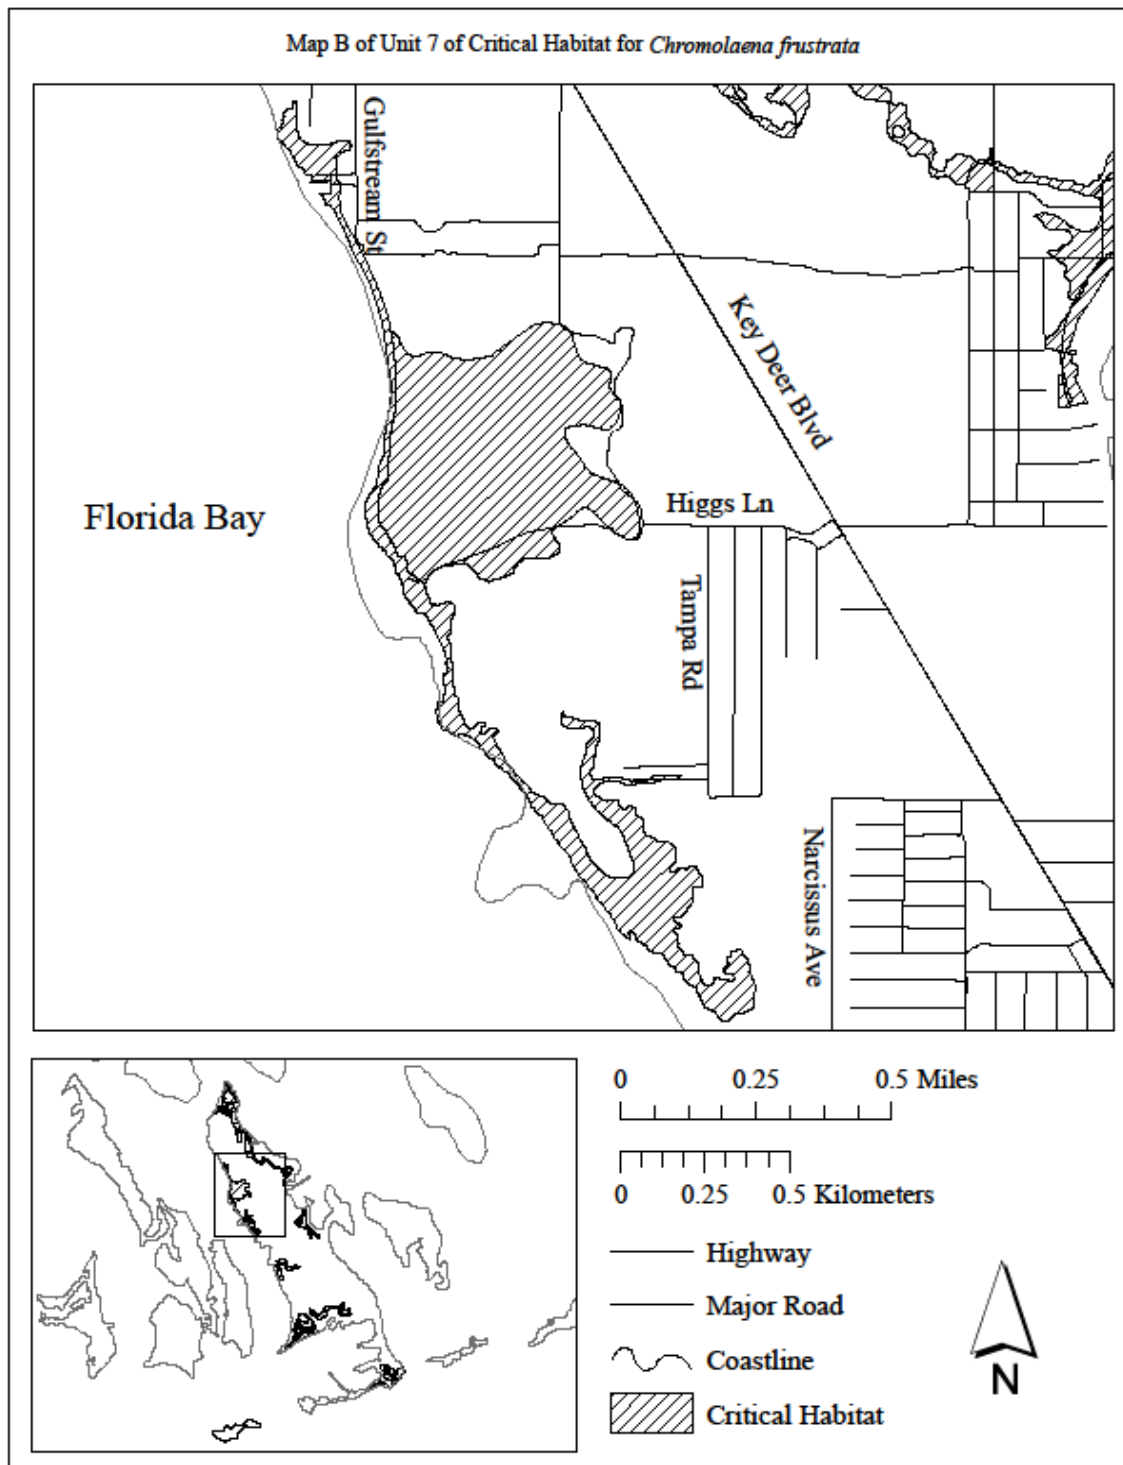 Map B of Unit 7 of Critical Habitat for Chromolaena frustrata
Gulfstream St
Key Deer Blvd
Florida Bay
Higgs Ln
Tampa Rd
Narcissus Ave
0 0.25 0.5 Miles
0 0.25 0.5 Kilometers
Highway
Major Road
Coastline
Critical Habitat
N